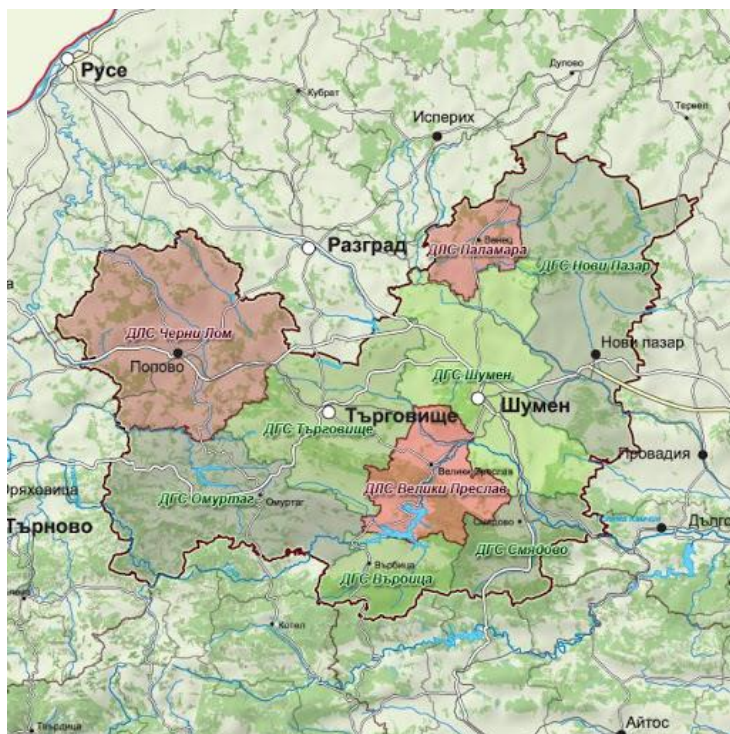 Русе
Дулово
Кубрат
Тервел
Исперих
Разград
Венец
ДЛС Паламара
ДГС Нови Пазар
ДЛС Черни Лом
Попово
Нови пазар
ДГС Шумен
Шумен
Търговище
ДГС Търговище
Провадия
Велики Преслав
ДЛС Велики Преслав
Оряховица
ДГС Омуртаг
Омуртаг
Търново
Смядово
Дълго
ДГС Смядово
Върбица
ДГС Върбица
Котел
Твърдица
Айтос